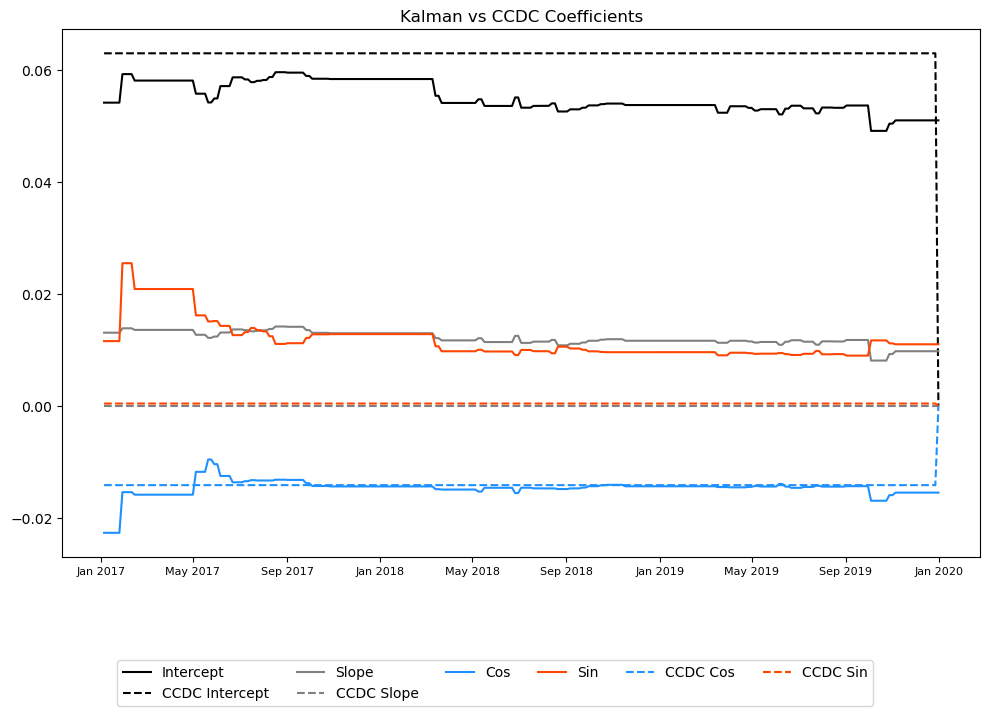 Kalman vs CCDC Coefficients
0.06
0.04
0.02
0.00
−0.02
Jan 2017 May 2017 Sep 2017 Jan 2018 May 2018 Sep 2018 Jan 2019 May 2019 Sep 2019 Jan 2020
Intercept Slope Cos Sin CCDC Cos CCDC Sin
CCDC Intercept CCDC Slope